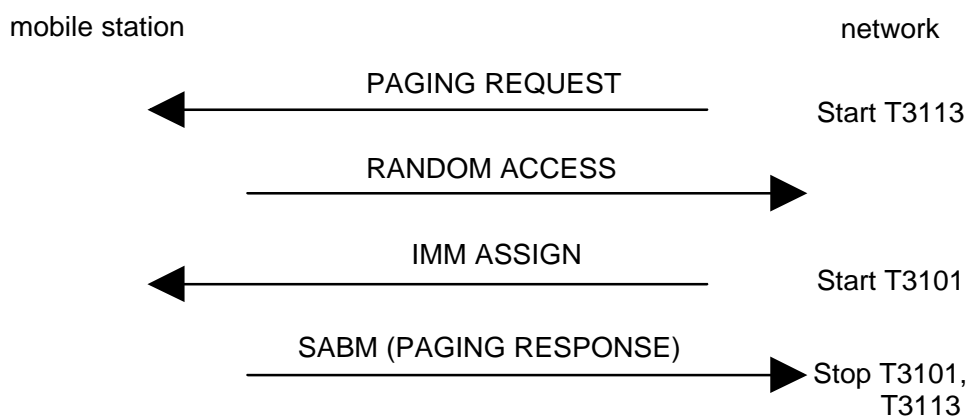 mobile station
network
PAGING REQUEST
Start T3113
RANDOM ACCESS
IMM ASSIGN
Start T3101
SABM (PAGING RESPONSE)
Stop T3101,
T3113